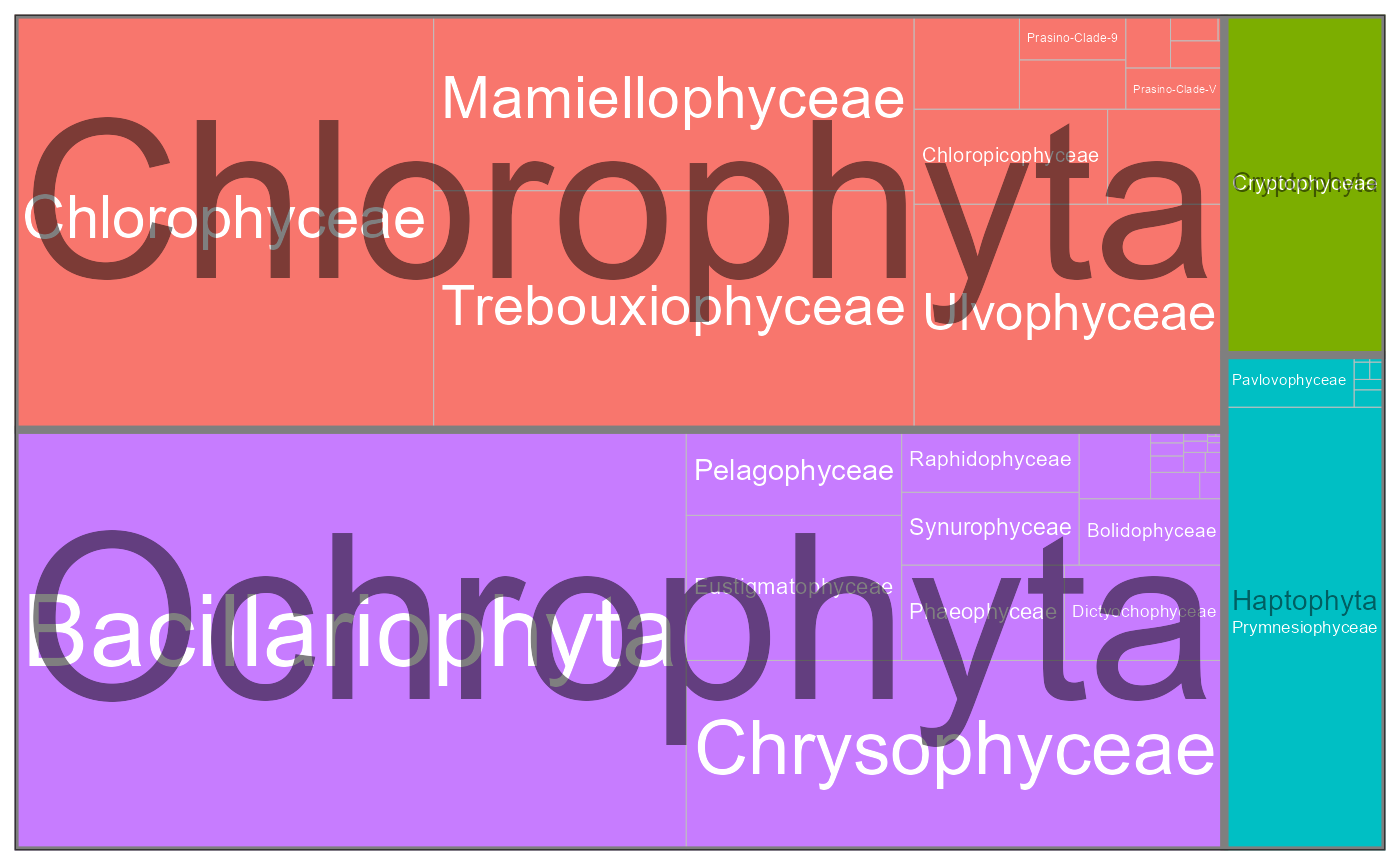 Chlorophyta
Chlorophyceae
Mamiellophyceae
Trebouxiophyceae
Prasino-Clade-9
Prasino-Clade-V
Chloropicophyceae
Ulvophyceae
Cryptophyta
Cryptophyceae
Ochrophyta
Bacillariophyta
Pelagophyceae
Eustigmatophyceae
Raphidophyceae
Synurophyceae
Bolidophyceae
Phaeophyceae
Dictyochophyceae
Chrysophyceae
Pavlovophyceae
Haptophyta
Prymnesiophyceae